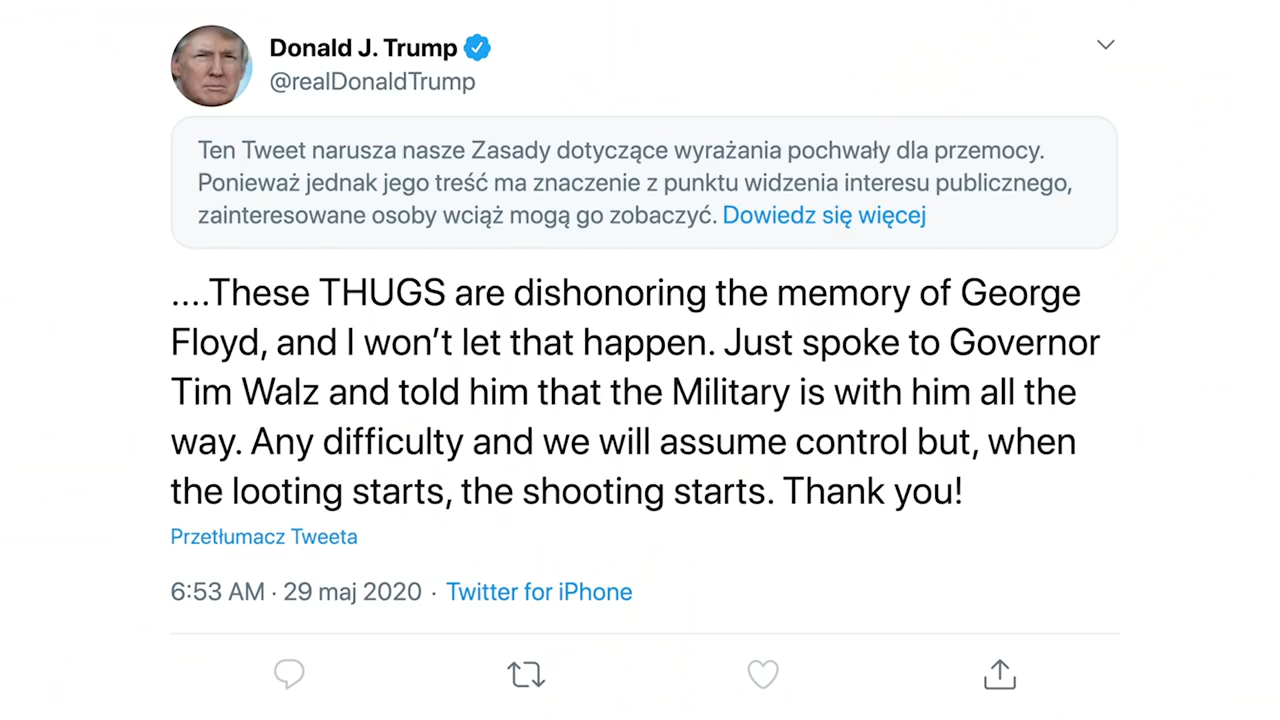 Donald J. Trump
@realDonaldTrump
Ten Tweet narusza nasze Zasady dotyczące wyrażania pochwały dla przemocy.
Ponieważ jednak jego treść ma znaczenie z punktu widzenia interesu publicznego,
zainteresowane osoby wciąż mogą go zobaczyć. Dowiedz się więcej
....These THUGS are dishonoring the memory of George
Floyd, and I won’t let that happen. Just spoke to Governor
Tim Walz and told him that the Military is with him all the
way. Any difficulty and we will assume control but, when
the looting starts, the shooting starts. Thank you!
Przetłumacz Tweeta
6:53 AM · 29 maj 2020 · Twitter for iPhone